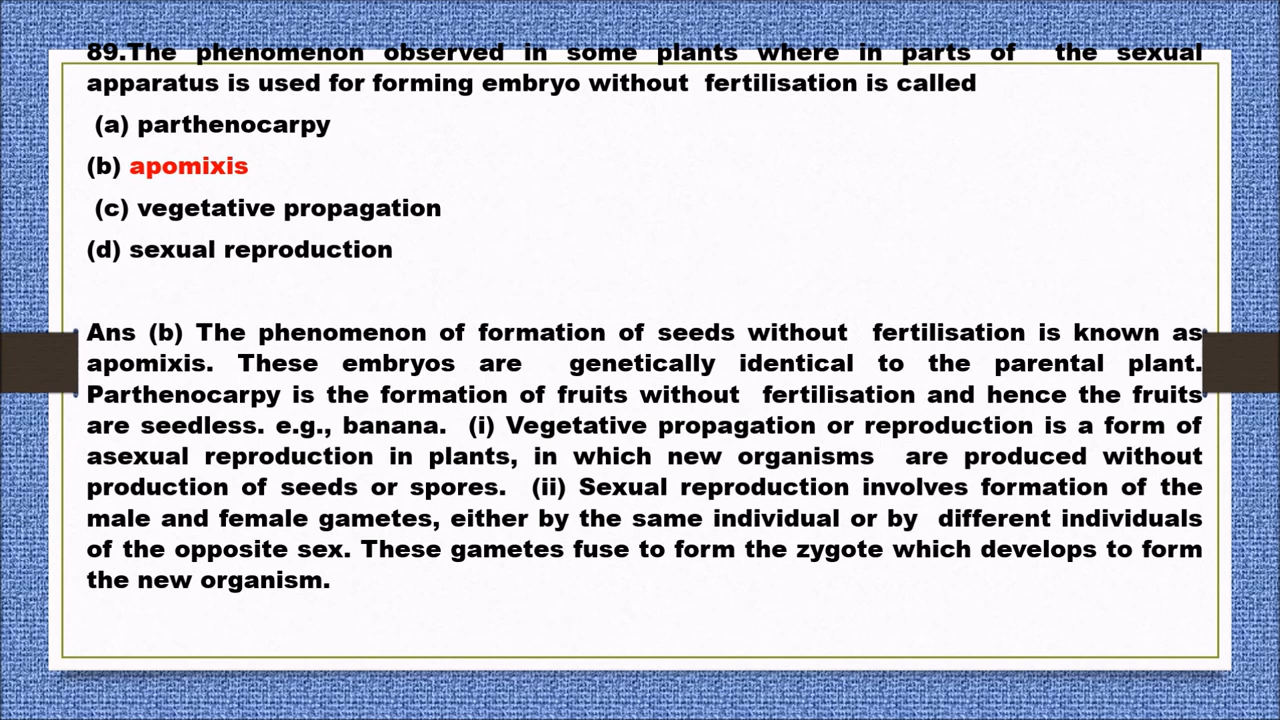 89.The phenomenon observed in some plants where in parts of the sexual
apparatus is used for forming embryo without fertilisation is called
(a) parthenocarpy
(b) apomixis
(c) vegetative propagation
(d) sexual reproduction
Ans (b) The phenomenon of formation of seeds without fertilisation is known as
apomixis. These embryos are genetically identical to the parental plant.
Parthenocarpy is the formation of fruits without fertilisation and hence the fruits
are seedless. e.g., banana. (i) Vegetative propagation or reproduction is a form of
asexual reproduction in plants, in which new organisms are produced without
production of seeds or spores. (ii) Sexual reproduction involves formation of the
male and female gametes, either by the same individual or by different individuals
of the opposite sex. These gametes fuse to form the zygote which develops to form
the new organism.